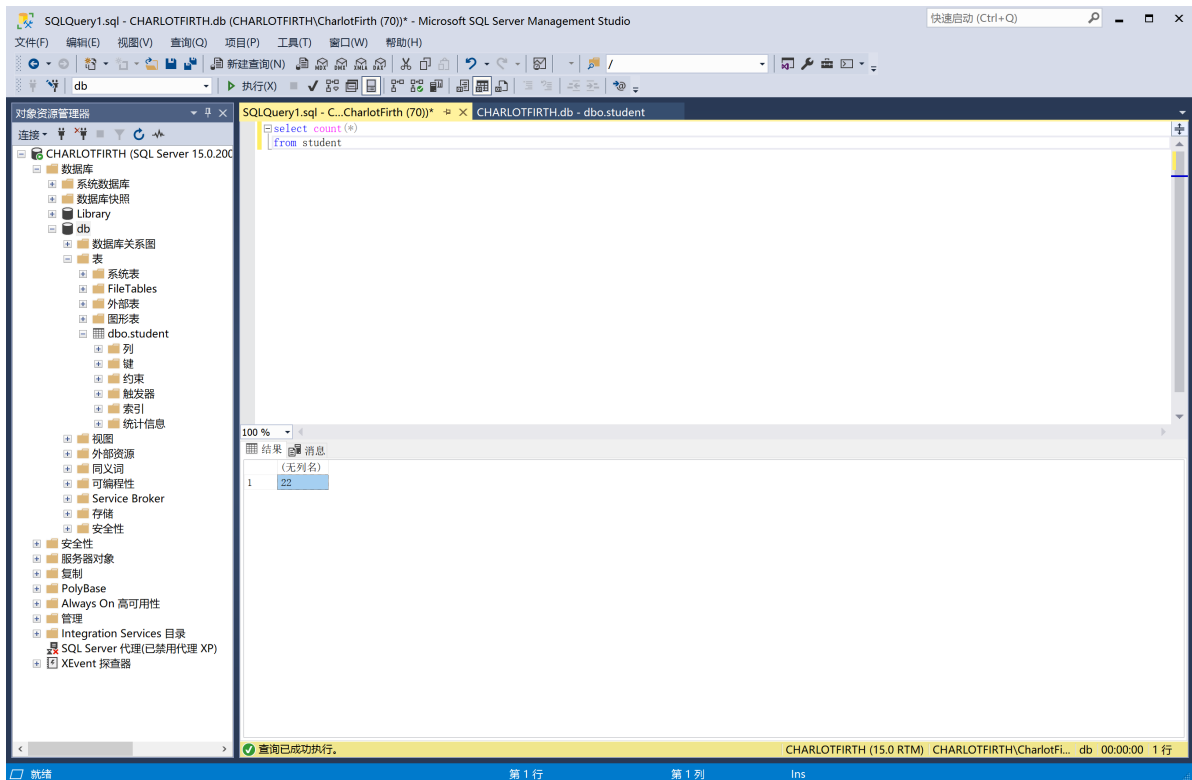 SQLQuery1.sql - CHARLOTFIRTH.db (CHARLOTFIRTH\CharlotFirth (70))* - Microsoft SQL Server Management Studio
快速启动 (Ctrl+Q)
文件(F) 编辑(E) 视图(V) 查询(Q) 项目(P) 工具(T) 窗口(W) 帮助(H)
新建查询(N) MDX DMX XMLA DAX /
db 执行(X)
对象资源管理器
SQLQuery1.sql - C...CharlotFirth (70))* CHARLOTFIRTH.db - dbo.student
连接
select count(*)
from student
CHARLOTFIRTH (SQL Server 15.0.200
数据库
系统数据库
数据库快照
Library
db
数据库关系图
表
系统表
FileTables
外部表
图形表
dbo.student
列
键
约束
触发器
索引
统计信息
视图
外部资源
同义词
可编程性
Service Broker
存储
安全性
安全性
服务器对象
复制
PolyBase
Always On 高可用性
管理
Integration Services 目录
SQL Server 代理(已禁用代理 XP)
XEvent 探查器
100 %
结果 消息
(无列名)
1 22
查询已成功执行。 CHARLOTFIRTH (15.0 RTM) CHARLOTFIRTH\CharlotFi... db 00:00:00 1 行
就绪 第 1 行 第 1 列 Ins